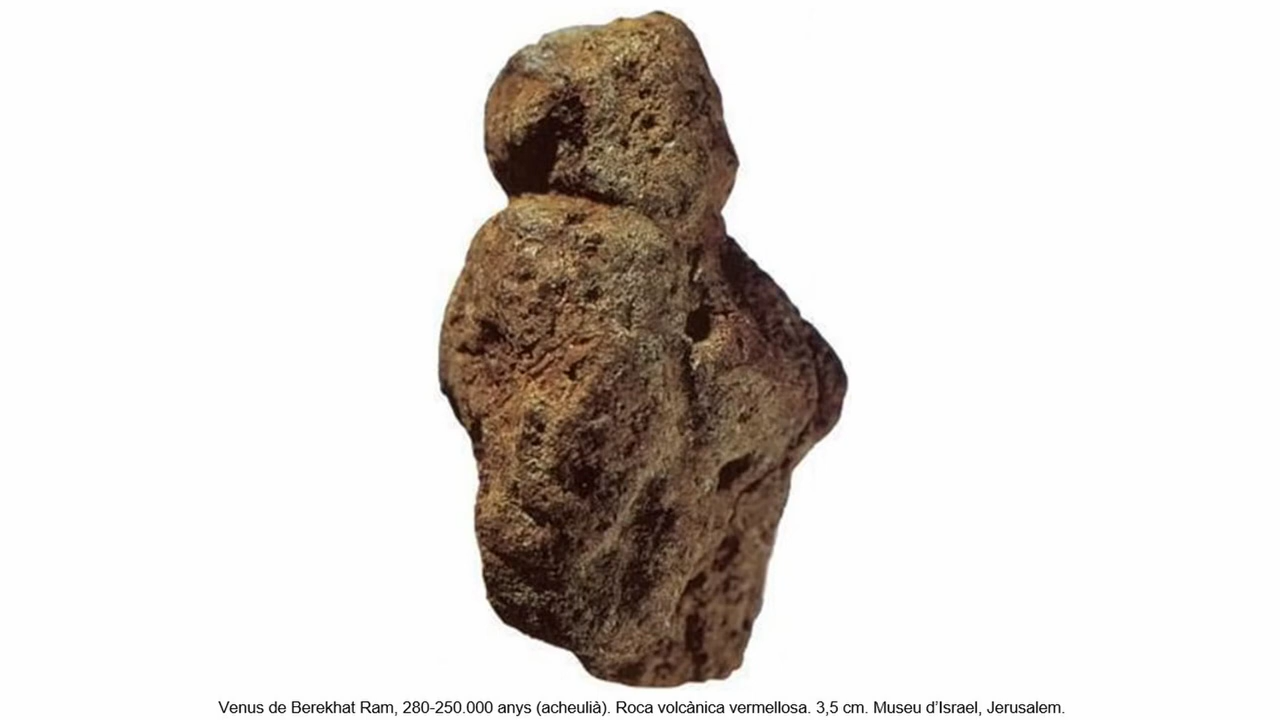 Venus de Berekhat Ram, 280-250.000 anys (acheulià). Roca volcànica vermellosa. 3,5 cm. Museu d’Israel, Jerusalem.